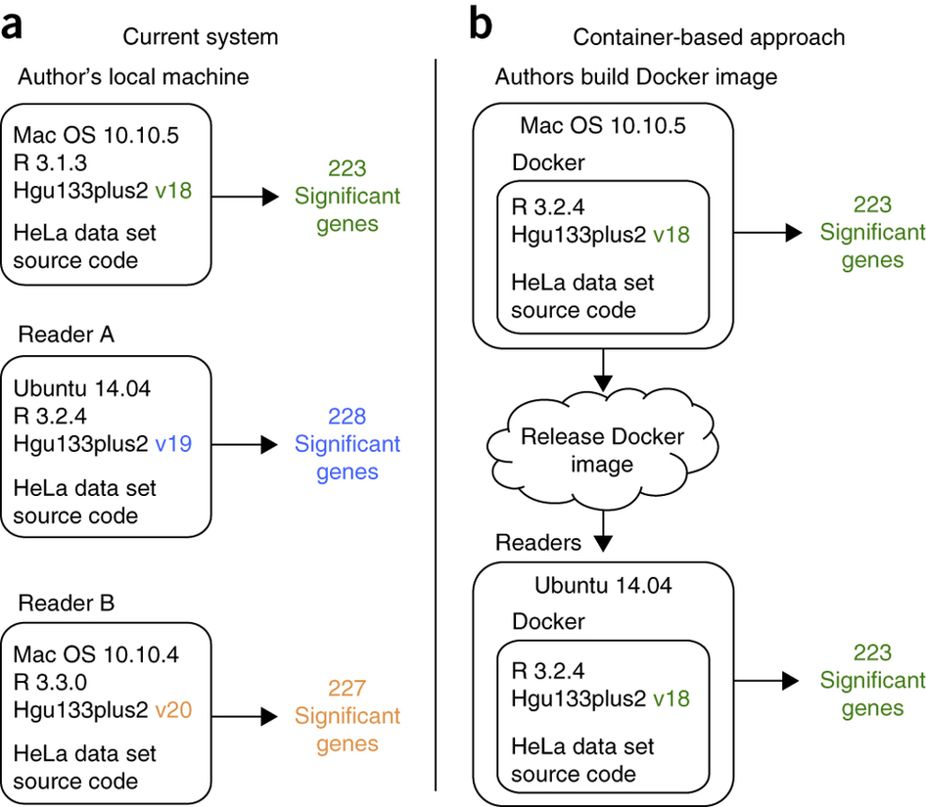 a
Current system
Author's local machine
Mac OS 10.10.5
R 3.1.3
Hgu133plus2 v18
HeLa data set
source code
223
Significant
genes
Reader A
Ubuntu 14.04
R 3.2.4
Hgu133plus2 v19
HeLa data set
source code
228
Significant
genes
Reader B
Mac OS 10.10.4
R 3.3.0
Hgu133plus2 v20
HeLa data set
source code
227
Significant
genes
b
Container-based approach
Authors build Docker image
Mac OS 10.10.5
Docker
R 3.2.4
Hgu133plus2 v18
HeLa data set
source code
223
Significant
genes
Release Docker
image
Readers
Ubuntu 14.04
Docker
R 3.2.4
Hgu133plus2 v18
HeLa data set
source code
223
Significant
genes